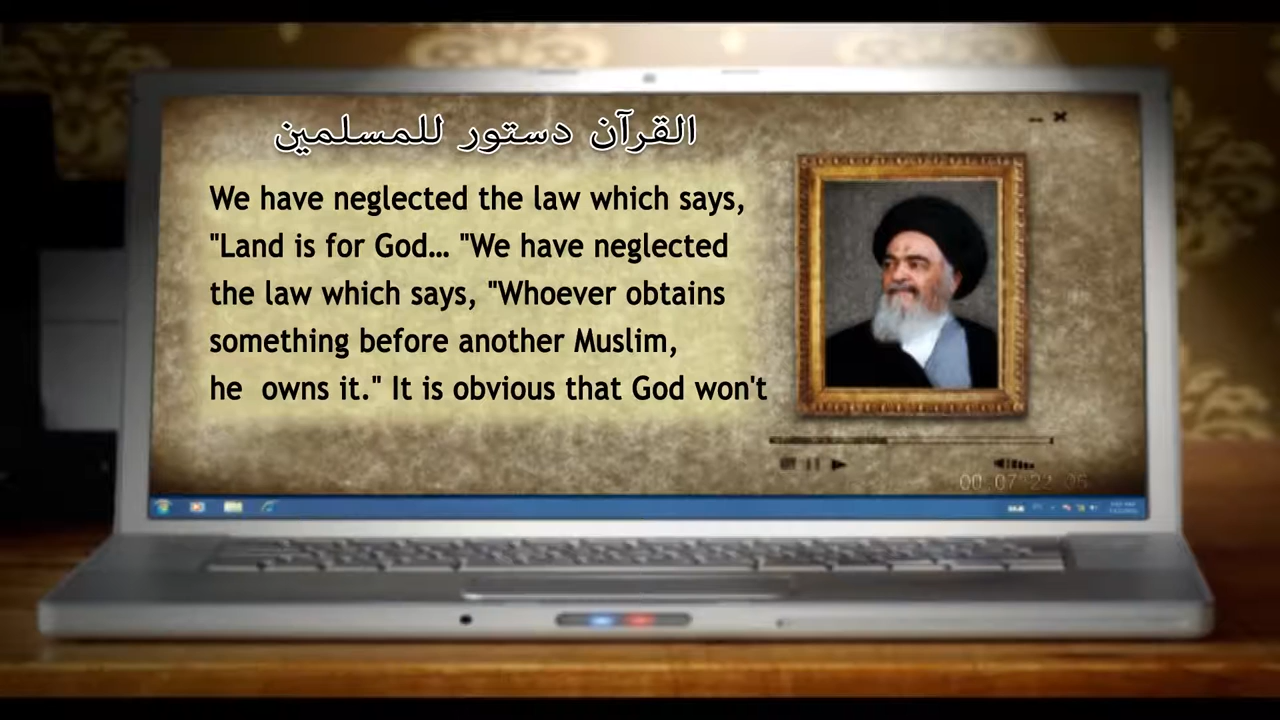 القرآن دستور للمسلمين
We have neglected the law which says,
"Land is for God... "We have neglected
the law which says, "Whoever obtains
something before another Muslim,
he  owns it." It is obvious that God won't